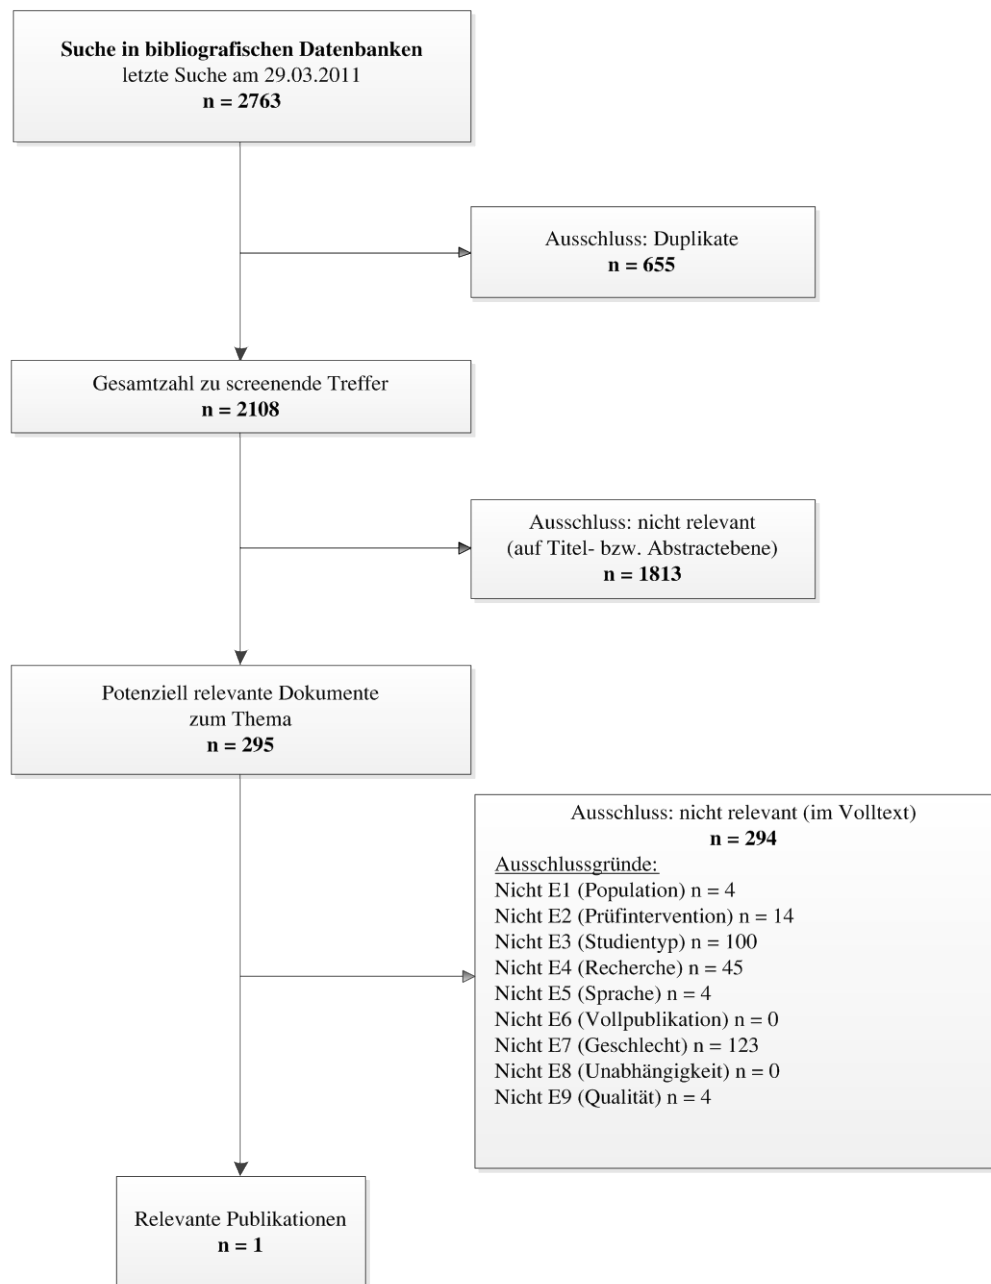 Suche in bibliografischen Datenbanken
letzte Suche am 29.03.2011
n = 2763
Ausschluss: Duplikate
n = 655
Gesamtzahl zu screenende Treffer
n = 2108
Ausschluss: nicht relevant
(auf Titel- bzw. Abstractebene)
n = 1813
Potenziell relevante Dokumente
zum Thema
n = 295
Ausschluss: nicht relevant (im Volltext)
n = 294
Ausschlussgründe:
Nicht E1 (Population) n = 4
Nicht E2 (Prüfintervention) n = 14
Nicht E3 (Studientyp) n = 100
Nicht E4 (Recherche) n = 45
Nicht E5 (Sprache) n = 4
Nicht E6 (Vollpublikation) n = 0
Nicht E7 (Geschlecht) n = 123
Nicht E8 (Unabhängigkeit) n = 0
Nicht E9 (Qualität) n = 4
Relevante Publikationen
n = 1